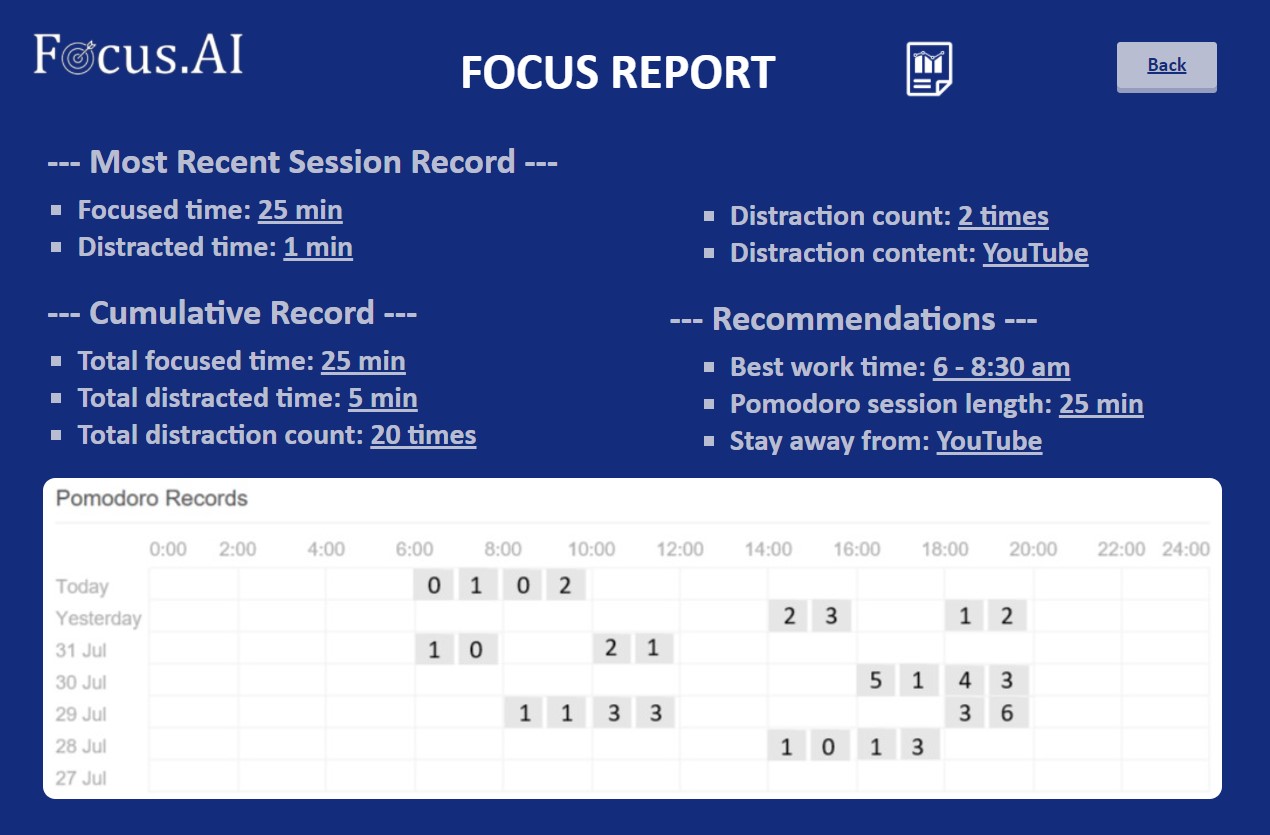 Focus.AI
FOCUS REPORT
Back
--- Most Recent Session Record ---
▪ Focused time: 25 min
▪ Distracted time: 1 min
▪ Distraction count: 2 times
▪ Distraction content: YouTube
--- Cumulative Record ---
▪ Total focused time: 25 min
▪ Total distracted time: 5 min
▪ Total distraction count: 20 times
--- Recommendations ---
▪ Best work time: 6 - 8:30 am
▪ Pomodoro session length: 25 min
▪ Stay away from: YouTube
Pomodoro Records
0:00 2:00 4:00 6:00 8:00 10:00 12:00 14:00 16:00 18:00 20:00 22:00 24:00
Today 0 1 0 2
Yesterday 2 3 1 2
31 Jul 1 0 2 1
30 Jul 5 1 4 3
29 Jul 1 1 3 3 3 6
28 Jul 1 0 1 3
27 Jul